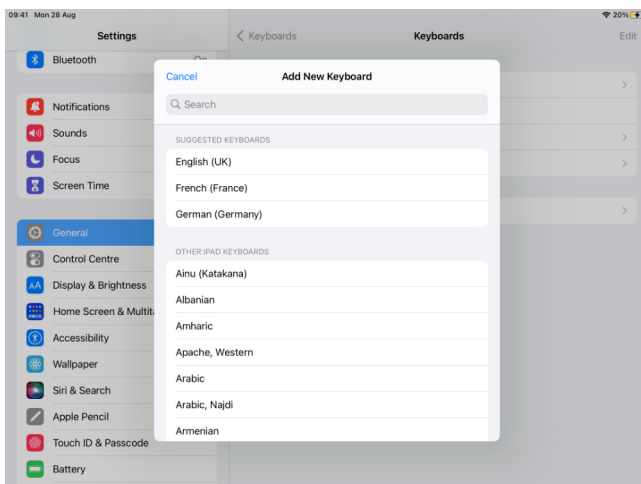 09:41 Mon 28 Aug
20%
Settings
Keyboards
Keyboards
Edit
Bluetooth
Notifications
Sounds
Focus
Screen Time
General
Control Centre
Display & Brightness
Home Screen & Multit
Accessibility
Wallpaper
Siri & Search
Apple Pencil
Touch ID & Passcode
Battery
Cancel
Add New Keyboard
Search
SUGGESTED KEYBOARDS
English (UK)
French (France)
German (Germany)
OTHER IPAD KEYBOARDS
Ainu (Katakana)
Albanian
Amharic
Apache, Western
Arabic
Arabic, Najdi
Armenian